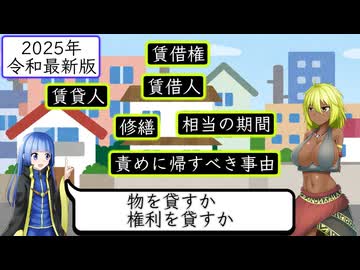 2025年
令和最新版
賃借権
賃貸人
賃借人
修繕
相当の期間
責めに帰すべき事由
物を貸すか
権利を貸すか